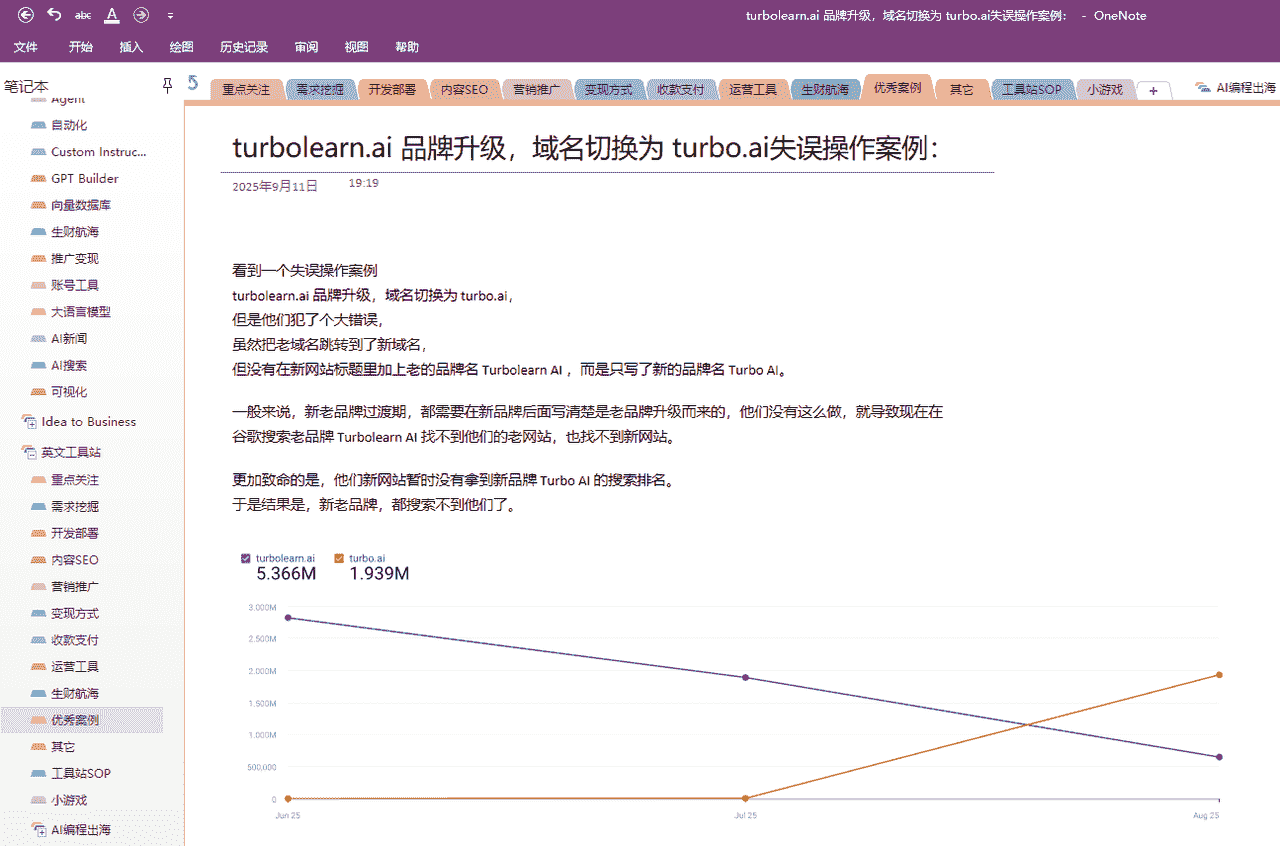 abc A turbolearn.ai 品牌升级，域名切换为 turbo.ai失误操作案例： - OneNote
文件 开始 插入 绘图 历史记录 审阅 视图 帮助
笔记本
重点关注 需求挖掘 开发部署 内容SEO 营销推广 变现方式 收款支付 运营工具 生财航海 优秀案例 其它 工具站SOP 小游戏 + AI编程出海
Agent
自动化
Custom Instruc...
GPT Builder
向量数据库
生财航海
推广变现
账号工具
大语言模型
AI新闻
AI搜索
可视化
Idea to Business
英文工具站
重点关注
需求挖掘
开发部署
内容SEO
营销推广
变现方式
收款支付
运营工具
生财航海
优秀案例
其它
工具站SOP
小游戏
AI编程出海
turbolearn.ai 品牌升级，域名切换为 turbo.ai失误操作案例：
2025年9月11日 19:19
看到一个失误操作案例
turbolearn.ai 品牌升级，域名切换为 turbo.ai，
但是他们犯了个大错误，
虽然把老域名跳转到了新域名，
但没有在新网站标题里加上老的品牌名 Turbolearn AI ，而是只写了新的品牌名 Turbo AI。
一般来说，新老品牌过渡期，都需要在新品牌后面写清楚是老品牌升级而来的，他们没有这么做，就导致现在在
谷歌搜索老品牌 Turbolearn AI 找不到他们的老网站，也找不到新网站。
更加致命的是，他们新网站暂时没有拿到新品牌 Turbo AI 的搜索排名。
于是结果是，新老品牌，都搜索不到他们了。
turbolearn.ai turbo.ai
5.366M 1.939M
3.000M
2.500M
2.000M
1.500M
1.000M
500,000
0
Jun 25 Jul 25 Aug 25